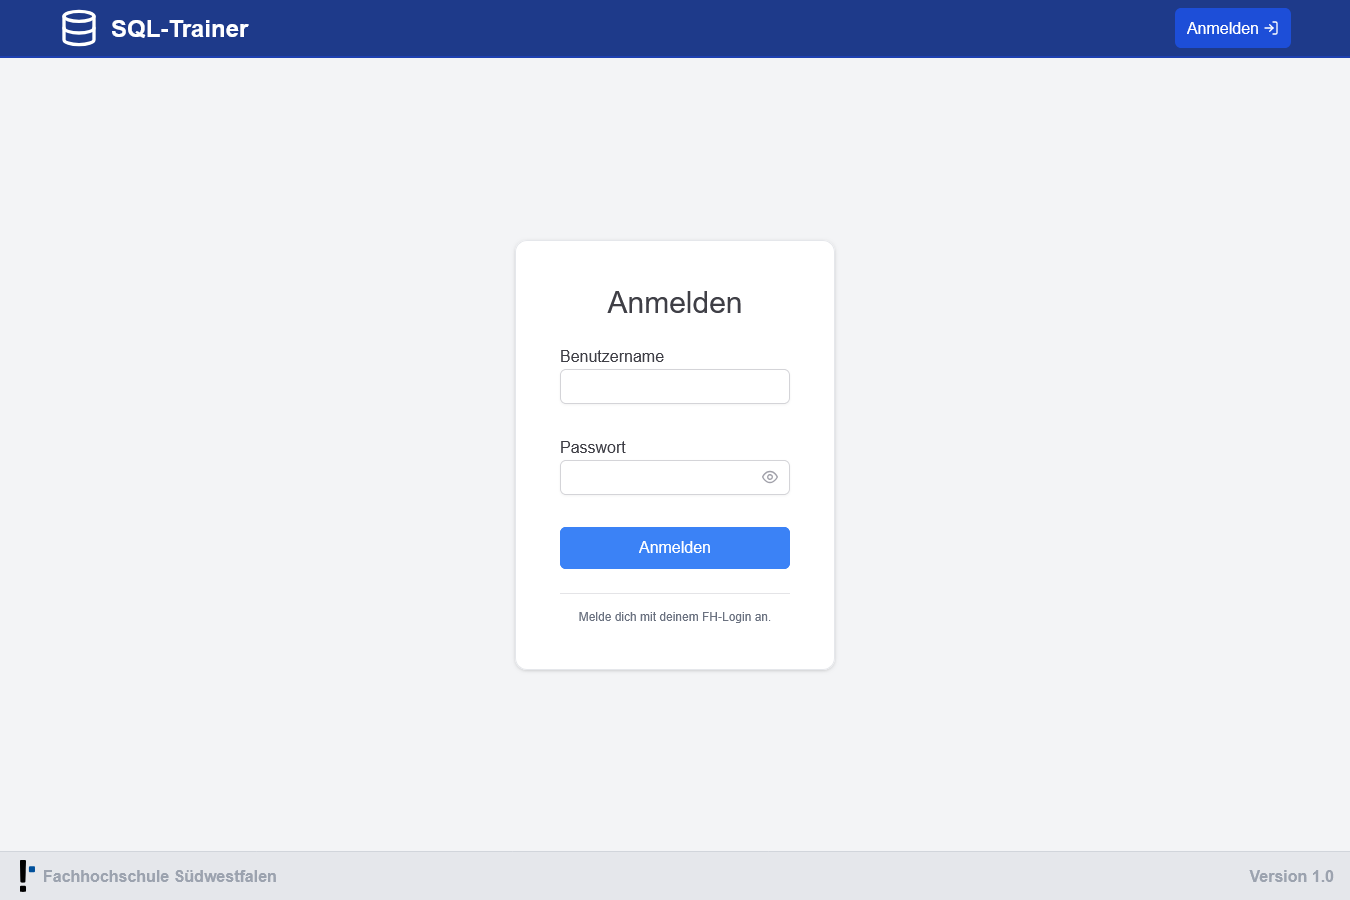 SQL-Trainer
Anmelden
Anmelden
Benutzername
Passwort
Anmelden
Melde dich mit deinem FH-Login an.
Fachhochschule Südwestfalen
Version 1.0